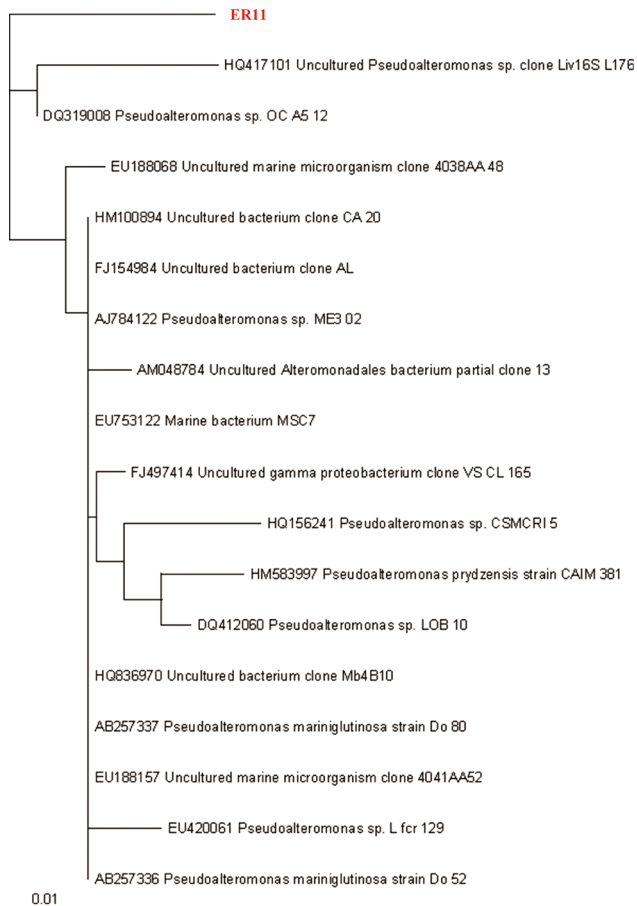 ER11
HQ417101 Uncultured Pseudoalteromonas sp. clone Liv16S L176
DQ319008 Pseudoalteromonas sp. OC A5 12
EU188068 Uncultured marine microorganism clone 4038AA 48
HM100894 Uncultured bacterium clone CA 20
FJ154984 Uncultured bacterium clone AL
AJ784122 Pseudoalteromonas sp. ME3 02
AM048784 Uncultured Alteromonadales bacterium partial clone 13
EU753122 Marine bacterium MSC7
FJ497414 Uncultured gamma proteobacterium clone VS CL 165
HQ156241 Pseudoalteromonas sp. CSMCRI 5
HM583997 Pseudoalteromonas prydzensis strain CAIM 381
DQ412060 Pseudoalteromonas sp. LOB 10
HQ836970 Uncultured bacterium clone Mb4B10
AB257337 Pseudoalteromonas mariniglutinosa strain Do 80
EU188157 Uncultured marine microorganism clone 4041AA52
EU420061 Pseudoalteromonas sp. L fcr 129
AB257336 Pseudoalteromonas mariniglutinosa strain Do 52
0.01